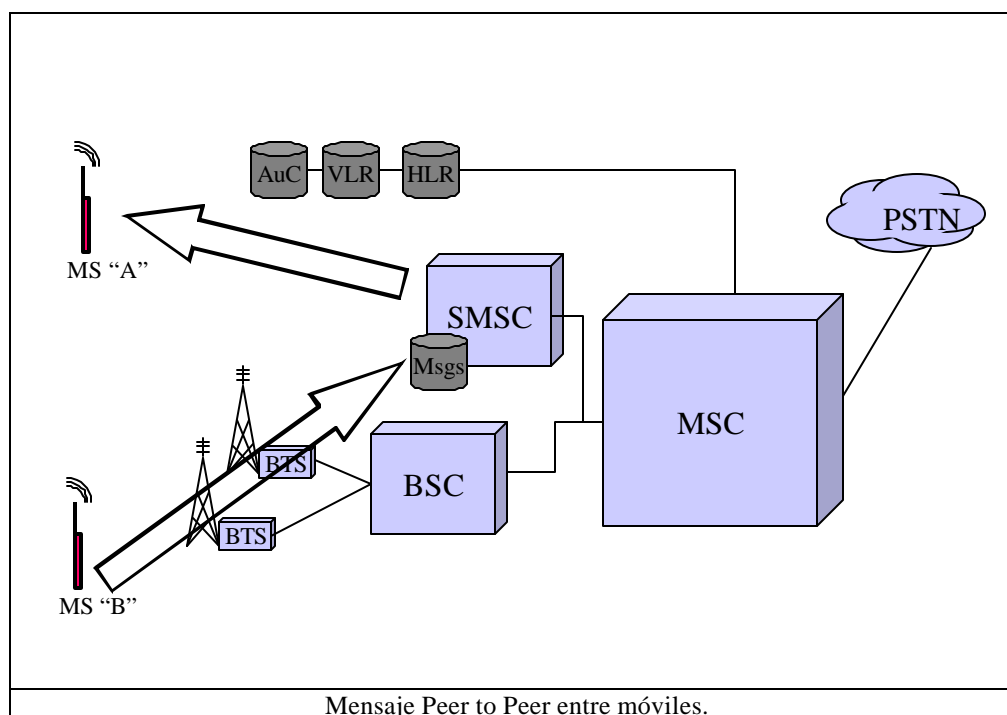 AuC
VLR
HLR
PSTN
MS “A”
SMSC
Msgs
MSC
BTS
BSC
BTS
MS “B”
Mensaje Peer to Peer entre móviles.